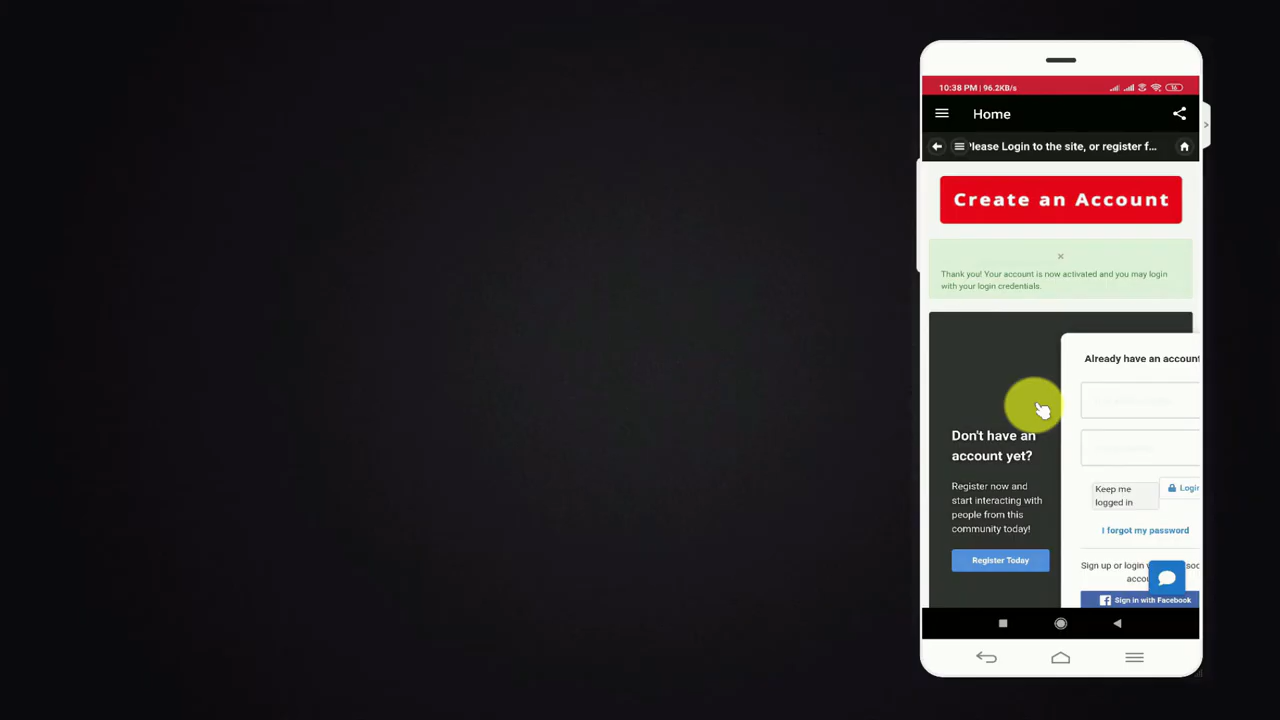 10:38 PM | 96.2KB/s
Home
Please Login to the site, or register f...
Create an Account
×
Thank you! Your account is now activated and you may login
with your login credentials.
Already have an account
Don't have an
account yet?
Register now and
start interacting with
people from this
community today!
Register Today
Keep me
logged in
Login
I forgot my password
Sign up or login
soc
accou
Sign in with Facebook